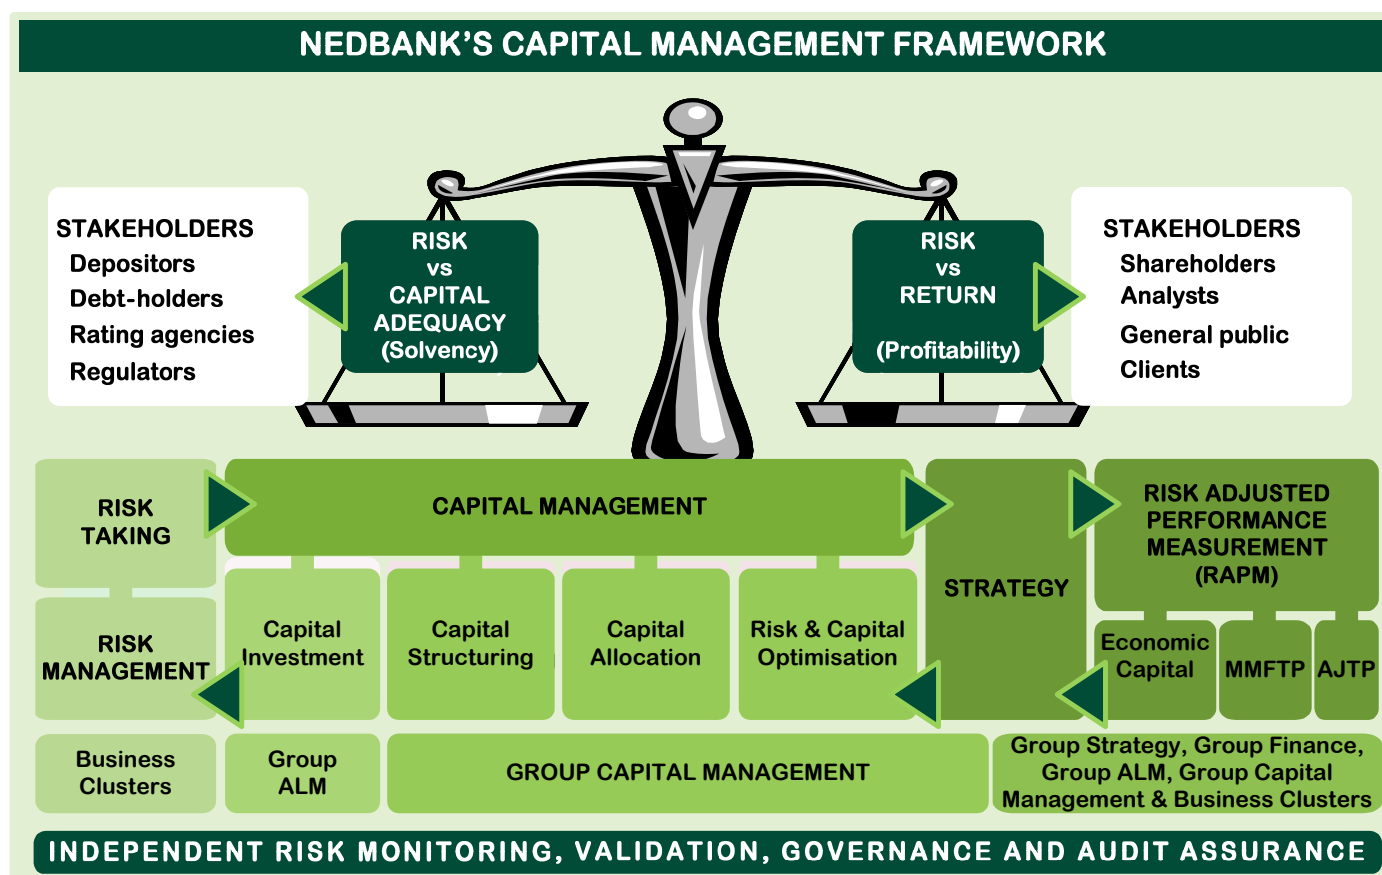 NEDBANK'S CAPITAL MANAGEMENT FRAMEWORK
STAKEHOLDERS
Depositors
Debt-holders
Rating agencies
Regulators
RISK
vs
CAPITAL
ADEQUACY
(Solvency)
RISK
vs
RETURN
(Profitability)
STAKEHOLDERS
Shareholders
Analysts
General public
Clients
RISK
TAKING
CAPITAL MANAGEMENT
STRATEGY
RISK ADJUSTED
PERFORMANCE
MEASUREMENT
(RAPM)
RISK
MANAGEMENT
Capital
Investment
Capital
Structuring
Capital
Allocation
Risk & Capital
Optimisation
Economic
Capital
MMFTP
AJTP
Business
Clusters
Group
ALM
GROUP CAPITAL MANAGEMENT
Group Strategy, Group Finance,
Group ALM, Group Capital
Management & Business Clusters
INDEPENDENT RISK MONITORING, VALIDATION, GOVERNANCE AND AUDIT ASSURANCE